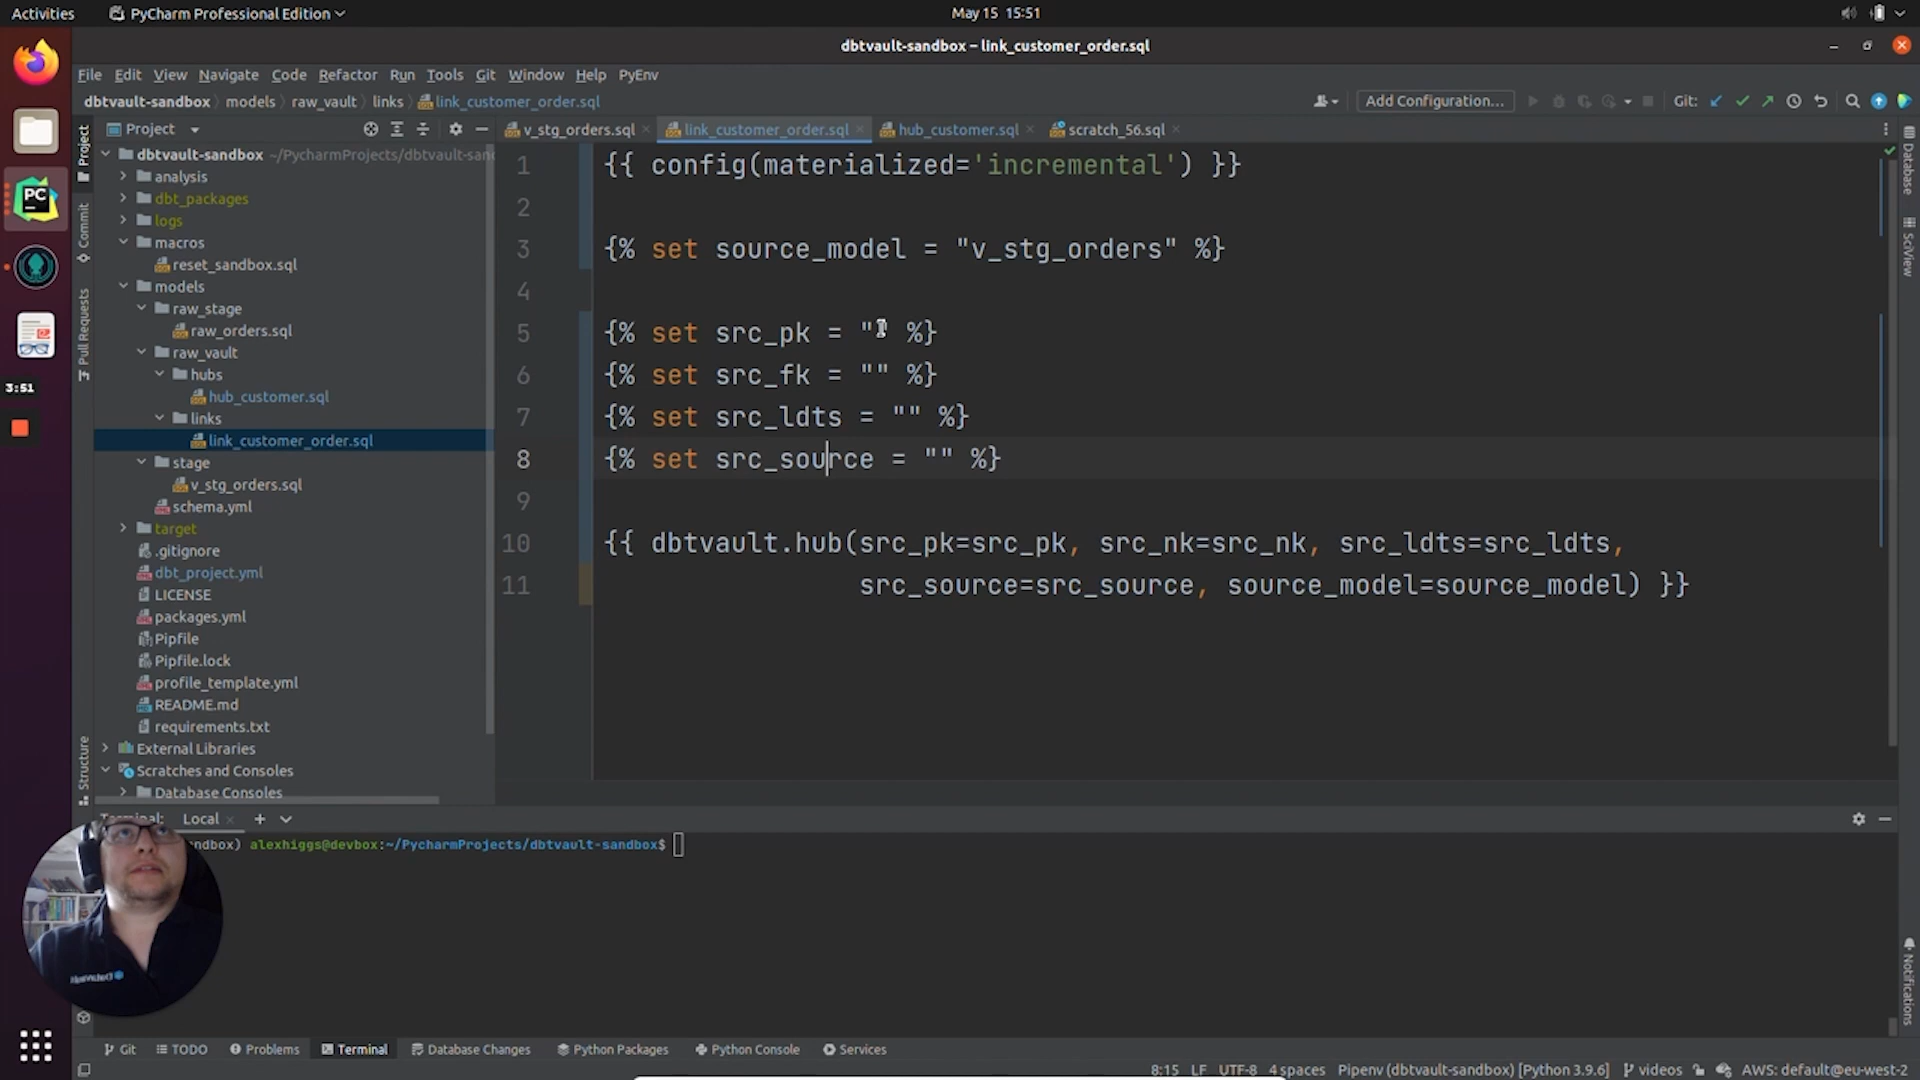 Activities
PyCharm Professional Edition
May 15 15:51
dbtvault-sandbox – link_customer_order.sql
File Edit View Navigate Code Refactor Run Tools Git Window Help PyEnv
dbtvault-sandbox models raw_vault links link_customer_order.sql
Add Configuration...
Git:
Project
v_stg_orders.sql
link_customer_order.sql
hub_customer.sql
scratch_56.sql
dbtvault-sandbox ~/PycharmProjects/dbtvault-san
analysis
dbt_packages
logs
macros
reset_sandbox.sql
models
raw_stage
raw_orders.sql
raw_vault
hubs
hub_customer.sql
links
link_customer_order.sql
stage
v_stg_orders.sql
schema.yml
target
.gitignore
dbt_project.yml
LICENSE
packages.yml
Pipfile
Pipfile.lock
profile_template.yml
README.md
requirements.txt
External Libraries
Scratches and Consoles
Database Consoles
Project
Commit
Pull Requests
Structure
3:51
PC
1 {{ config(materialized='incremental') }}
2
3 {% set source_model = "v_stg_orders" %}
4
5 {% set src_pk = "" %}
6 {% set src_fk = "" %}
7 {% set src_ldts = "" %}
8 {% set src_source = "" %}
9
10 {{ dbtvault.hub(src_pk=src_pk, src_nk=src_nk, src_ldts=src_ldts,
11 src_source=src_source, source_model=source_model) }}
Database
SciView
Notifications
Terminal: Local
ndbox) alexhiggs@devbox:~/PycharmProjects/dbtvault-sandbox$
Git TODO Problems Terminal Database Changes Python Packages Python Console Services
8:15 LF UTF-8 4 spaces Pipenv (dbtvault-sandbox) [Python 3.9.6] videos AWS: default@eu-west-2